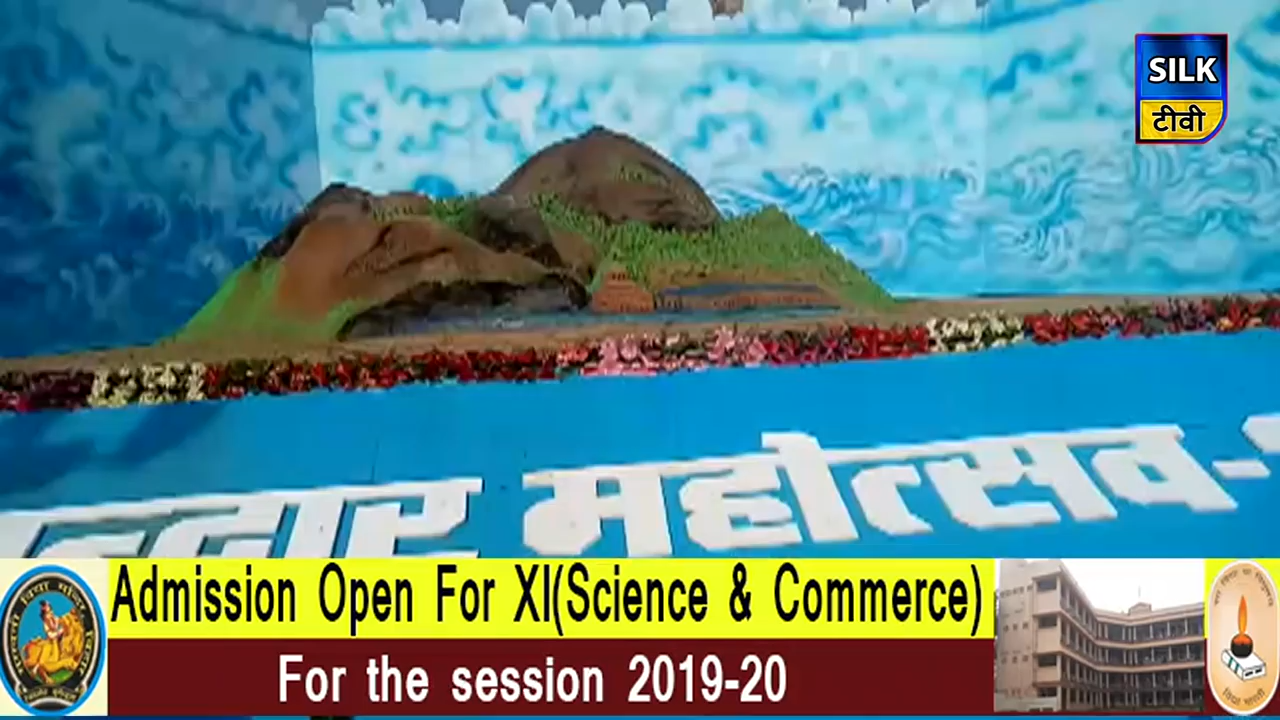 SILK
टीवी
महोत्सव-
Admission Open For XI(Science & Commerce)
For the session 2019-20